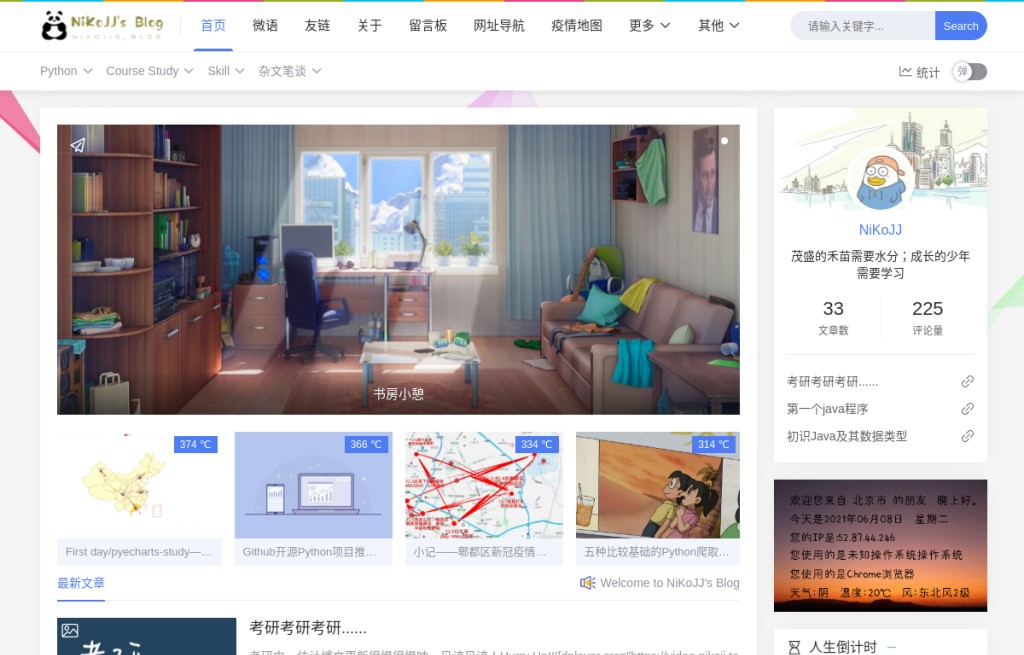 NiKoJJ's Blog
NIKOJJS_BLOG
首页 微语 友链 关于 留言板 网址导航 疫情地图 更多 其他
请输入关键字...
Search
Python Course Study Skill 杂文笔谈
统计
弹
书房小憩
374 ℃
366 ℃
334 ℃
314 ℃
First day/pyecharts-study—...
Github开源Python项目推...
小记——郫都区新冠疫情...
五种比较基础的Python爬取...
最新文章
Welcome to NiKoJJ's Blog
考研考研考研......
NiKoJJ
茂盛的禾苗需要水分；成长的少年
需要学习
33
文章数
225
评论量
考研考研考研......
第一个java程序
初识Java及其数据类型
欢迎您来自 北京市 的朋友 晚上好。
今天是2021年06月08日 星期二
您的IP是:52.87.44.246
您使用的是未知操作系统操作系统
您使用的是Chrome浏览器
天气:阴 温度:20℃ 风:东北风2级
人生倒计时